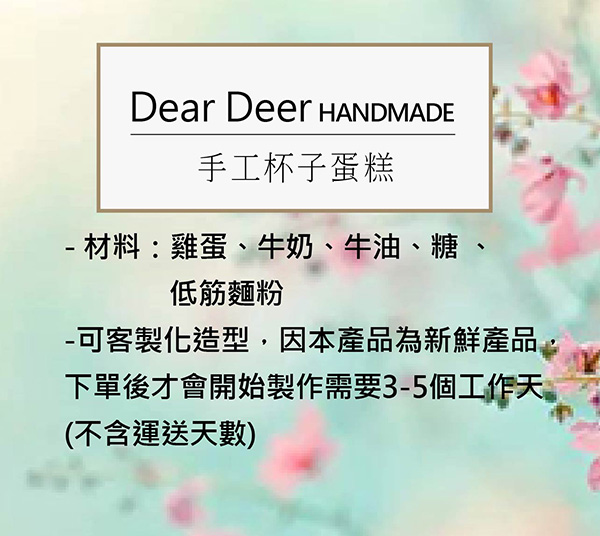 Dear Deer HANDMADE
手工杯子蛋糕
- 材料：雞蛋、牛奶、牛油、糖 、
低筋麵粉
-可客製化造型，因本產品為新鮮產品，
下單後才會開始製作需要3-5個工作天
(不含運送天數)